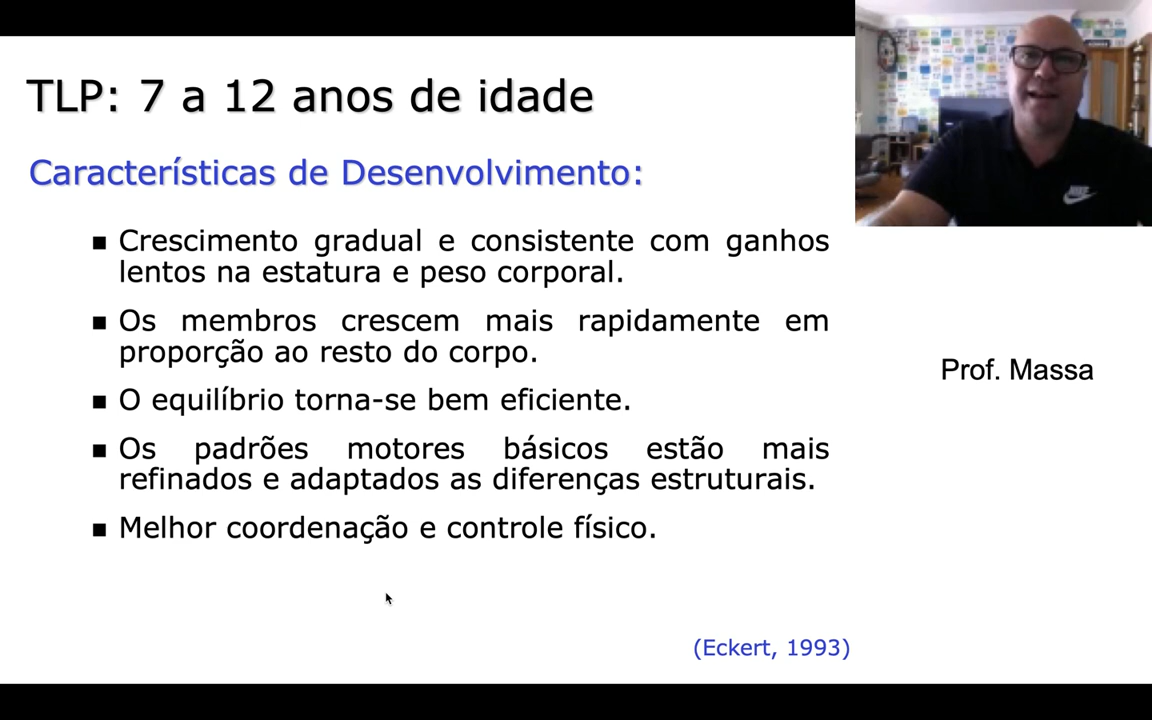 TLP: 7 a 12 anos de idade
Características de Desenvolvimento:
Crescimento gradual e consistente com ganhos
lentos na estatura e peso corporal.
Os membros crescem mais rapidamente em
proporção ao resto do corpo.
O equilíbrio torna-se bem eficiente.
Os padrões motores básicos estão mais
refinados e adaptados as diferenças estruturais.
Melhor coordenação e controle físico.
(Eckert, 1993)
NIKE
Prof. Massa